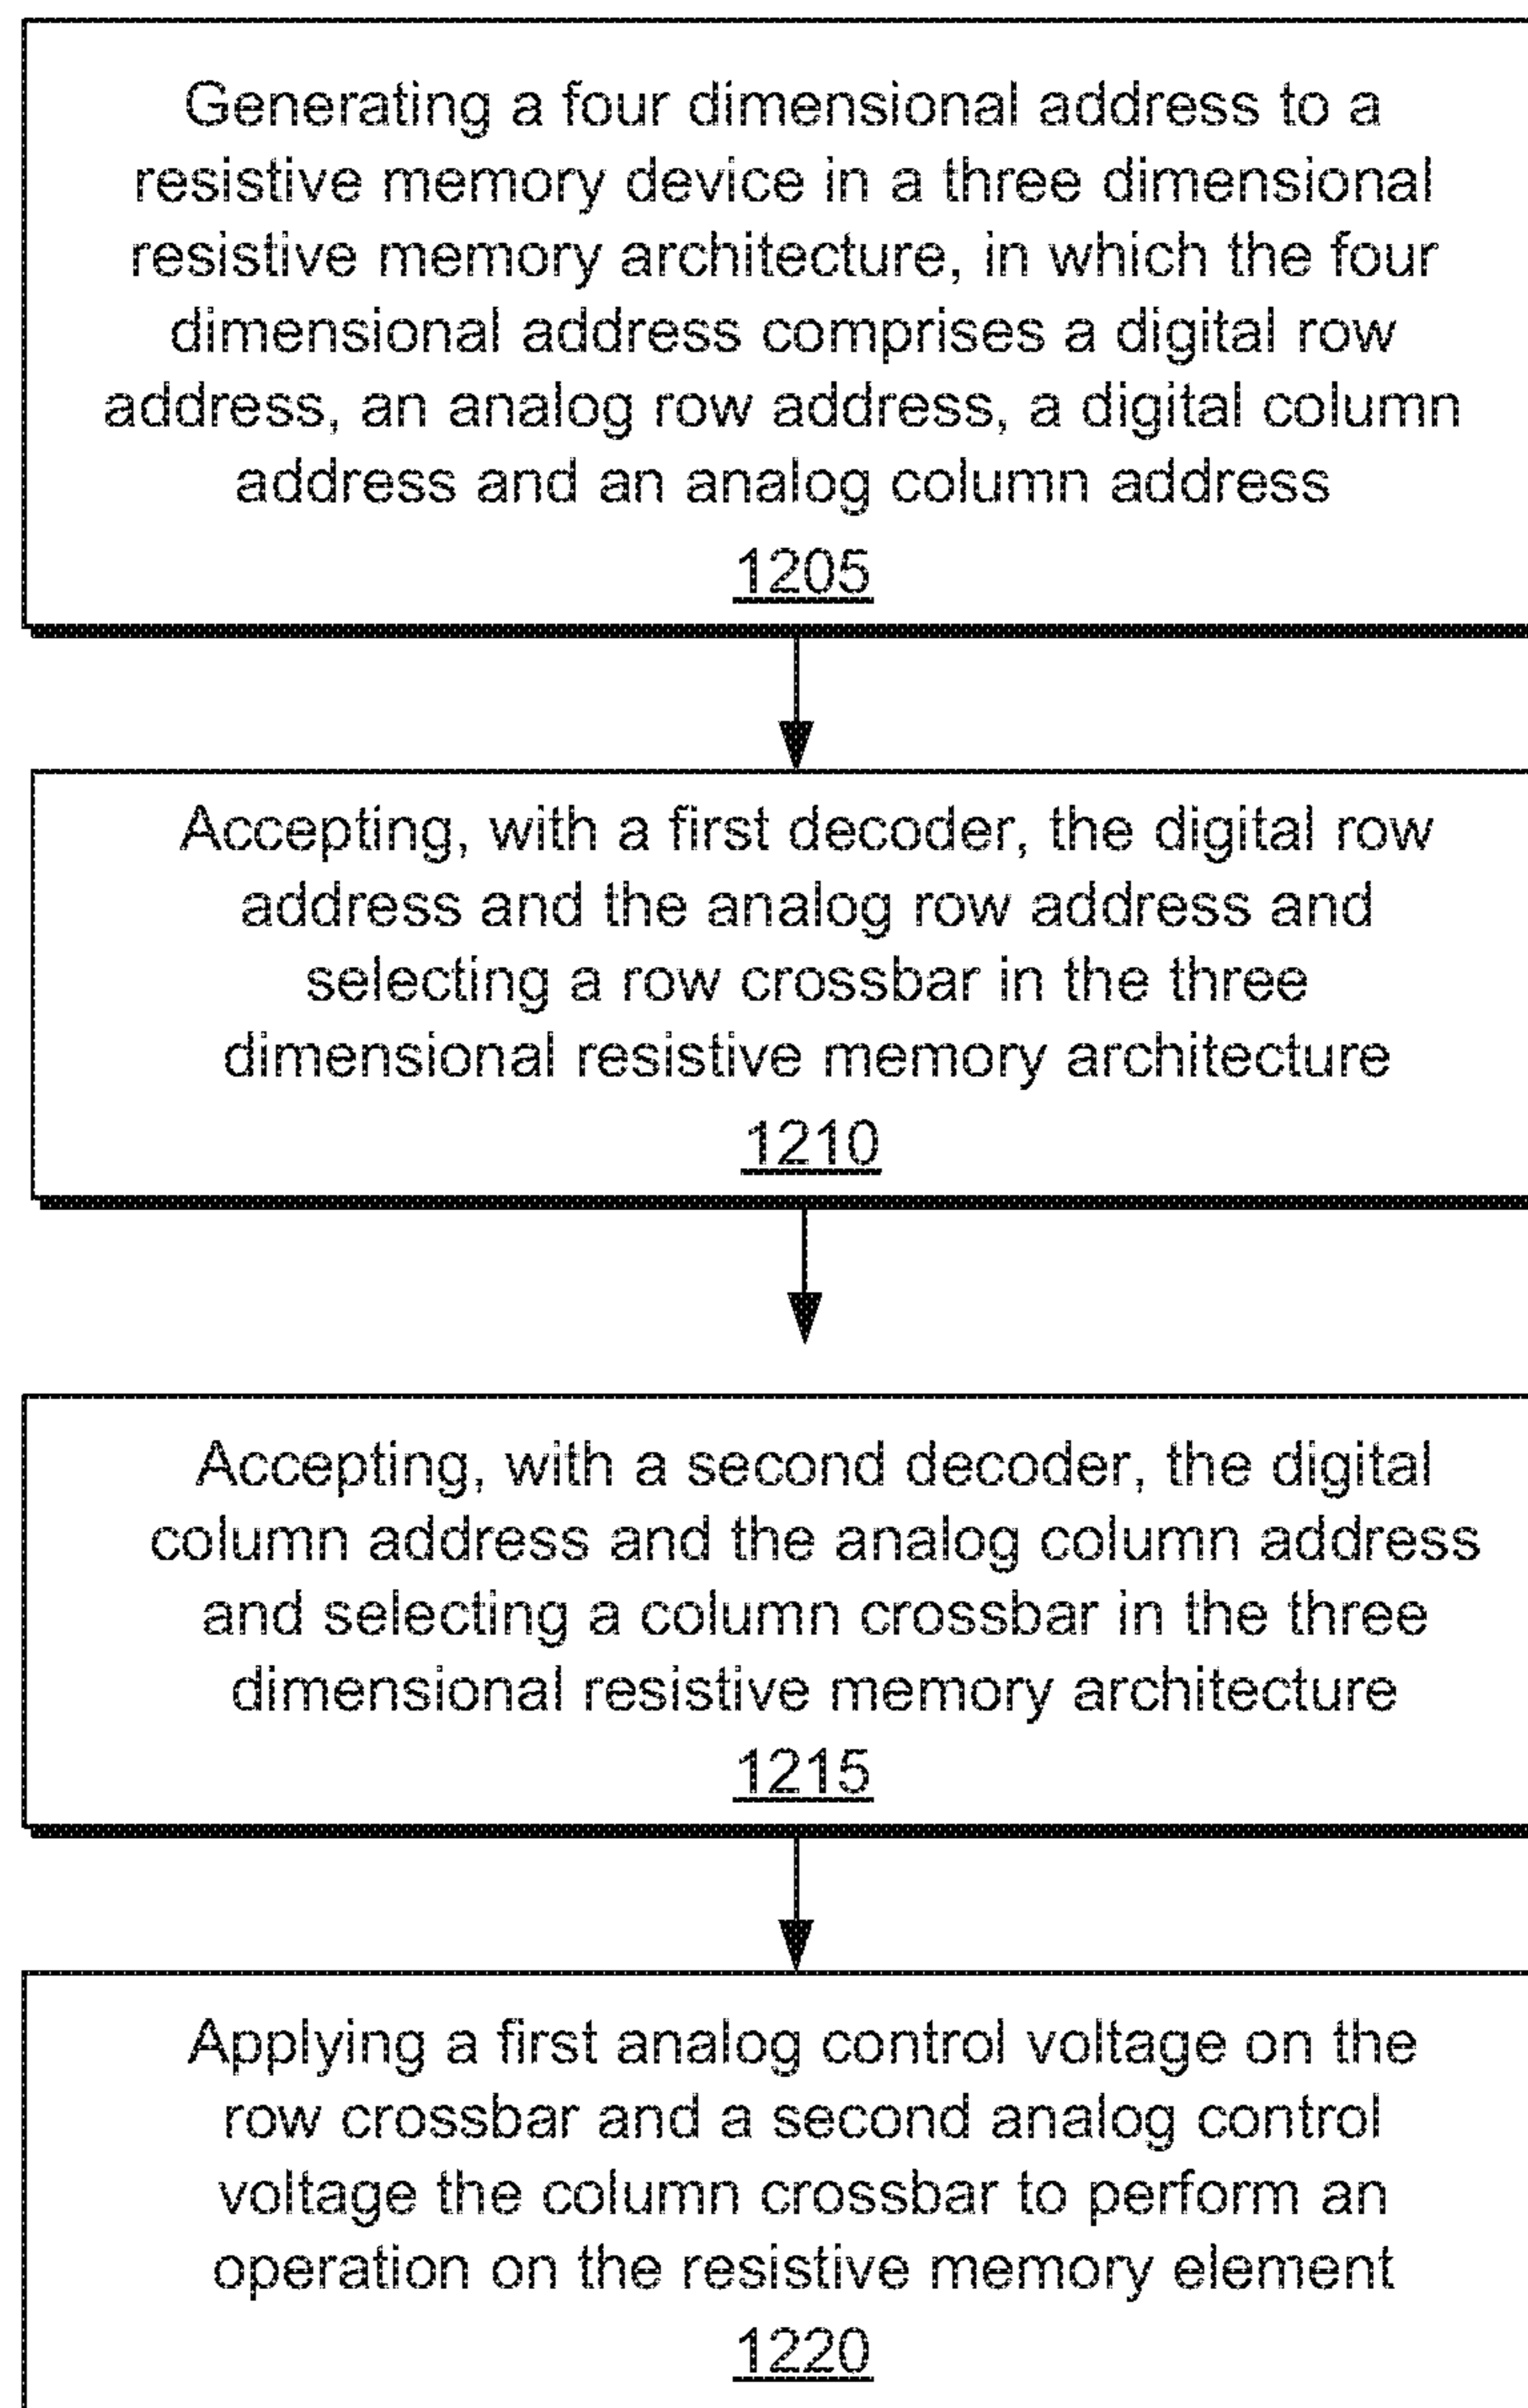 Generating a four dimensional address to a
resistive memory device in a three dimensional
resistive memory architecture, in which the four
dimensional address comprises a digital row
address, an analog row address, a digital column
address and an analog column address
1205
Accepting, with a first decoder, the digital row
address and the analog row address and
selecting a row crossbar in the three
dimensional resistive memory architecture
1210
Accepting, with a second decoder, the digital
column address and the analog column address
and selecting a column crossbar in the three
dimensional resistive memory architecture
1215
Applying a first analog control voltage on the
row crossbar and a second analog control
voltage the column crossbar to perform an
operation on the resistive memory element
1220